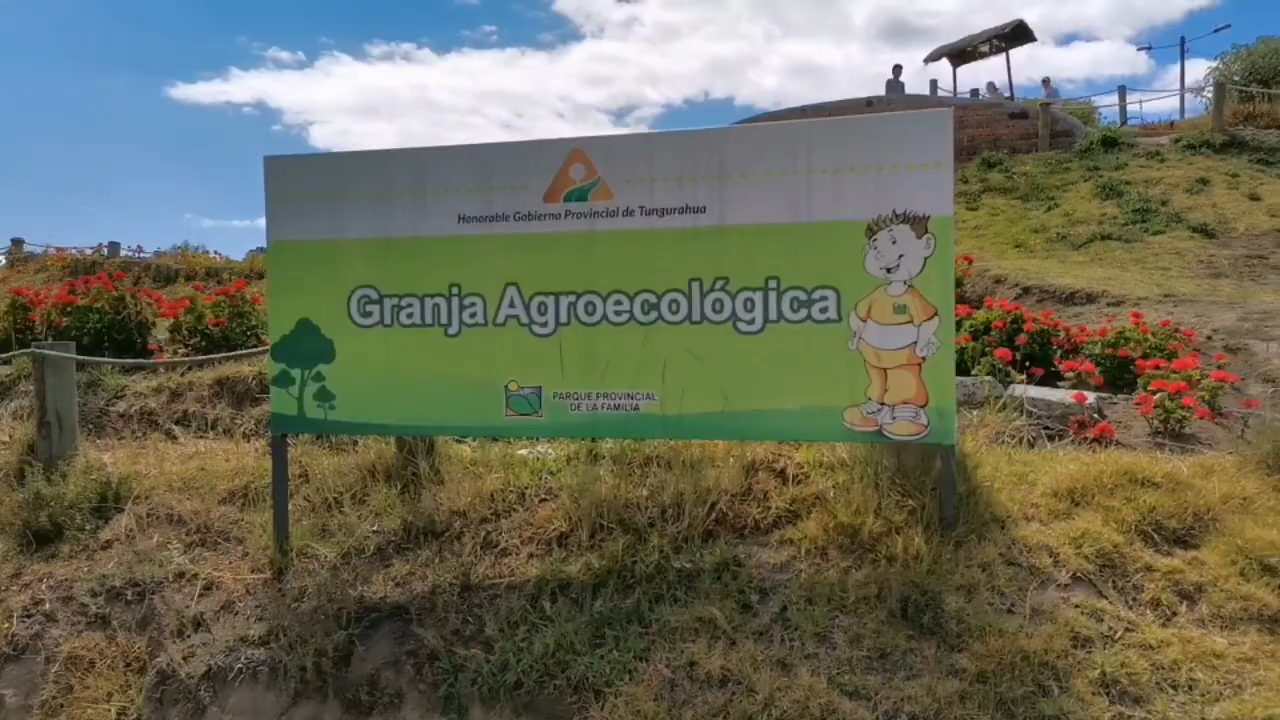 Honorable Gobierno Provincial de Tungurahua
Granja Agroecológica
PARQUE PROVINCIAL
DE LA FAMILIA